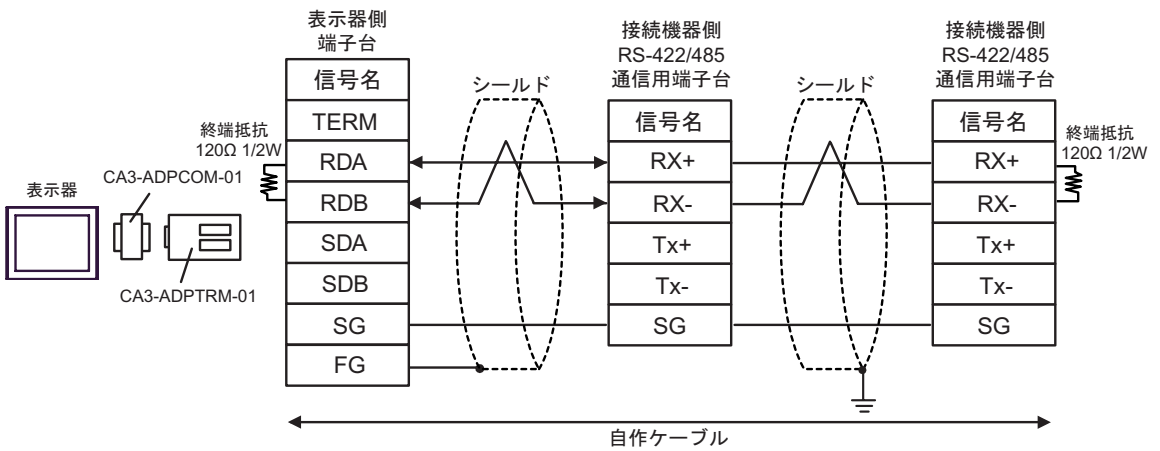 表示器側
端子台
信号名
TERM
RDA
RDB
SDA
SDB
SG
FG
終端抵抗
120Ω 1/2W
表示器
CA3-ADPCOM-01
CA3-ADPTRM-01
シールド
接続機器側
RS-422/485
通信用端子台
信号名
RX+
RX-
Tx+
Tx-
SG
シールド
接続機器側
RS-422/485
通信用端子台
信号名
RX+
RX-
Tx+
Tx-
SG
終端抵抗
120Ω 1/2W
自作ケーブル